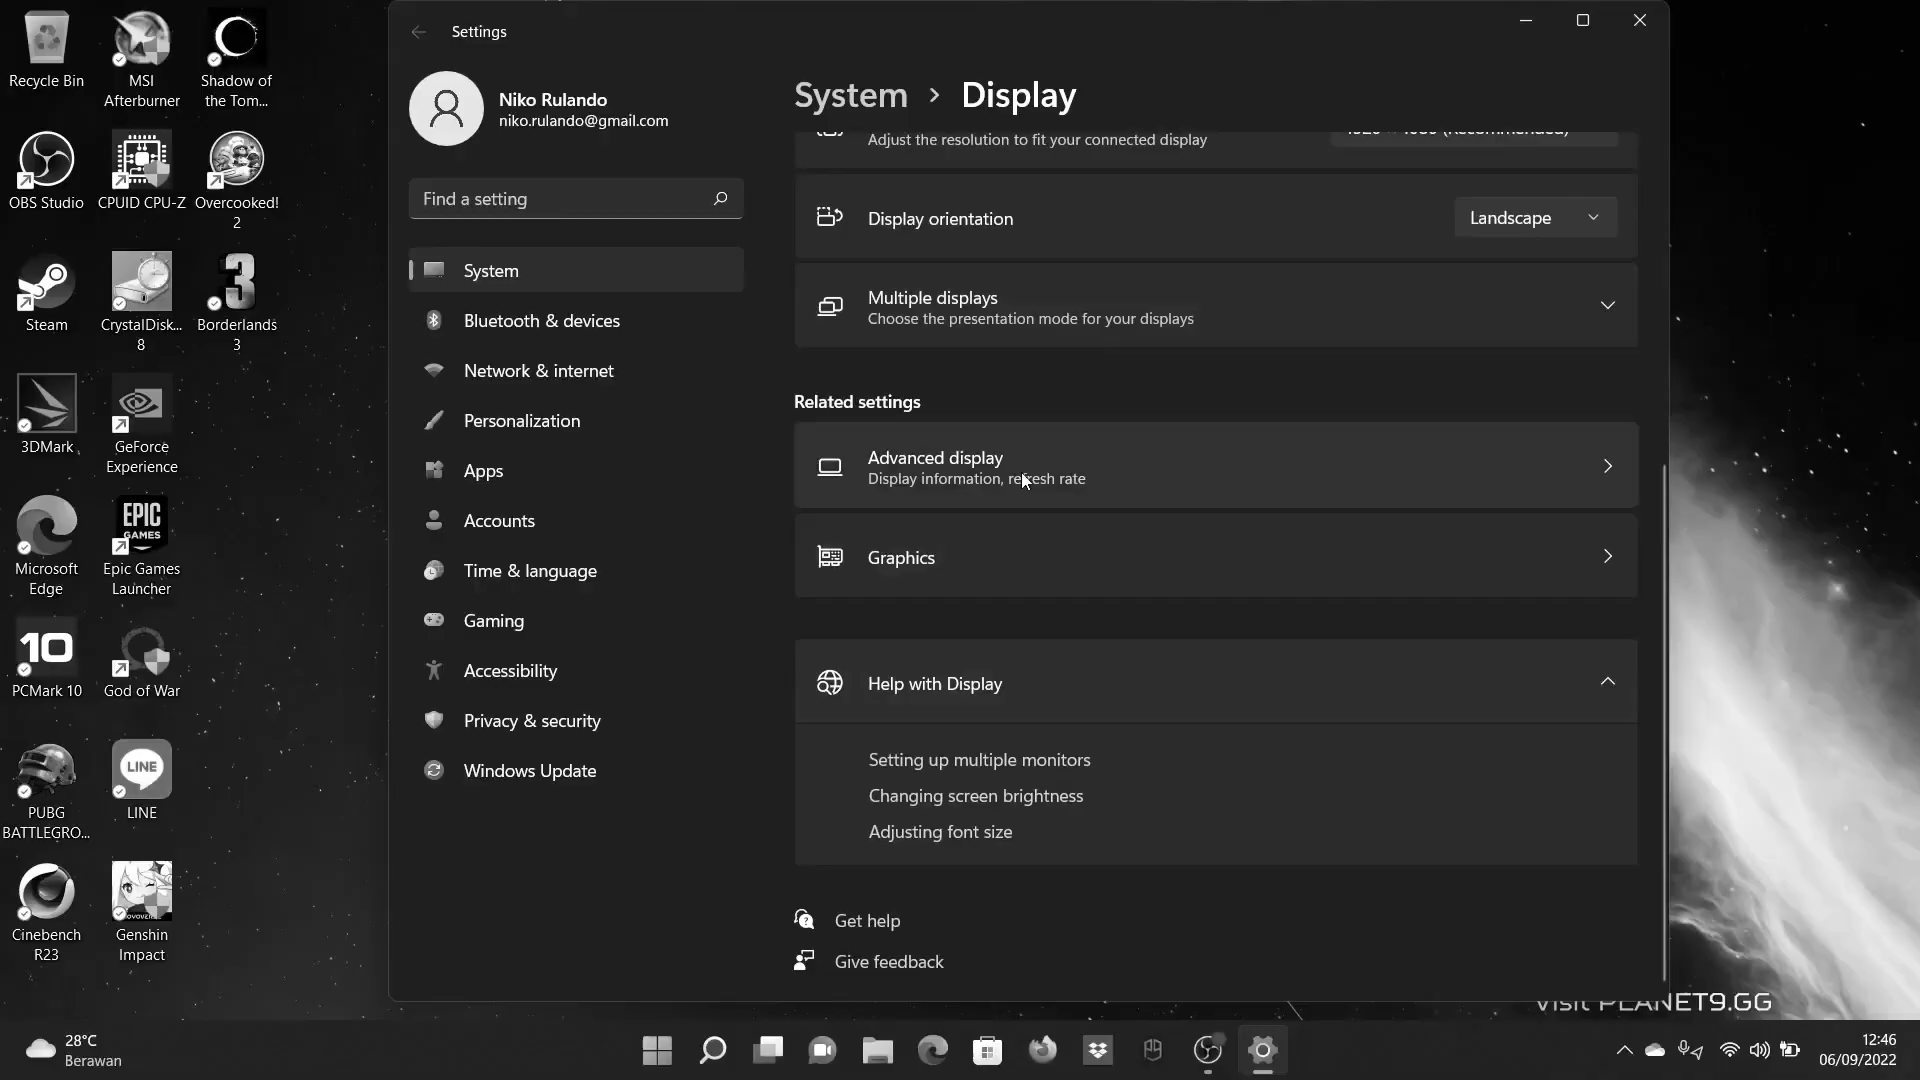 Settings
Niko Rulando
niko.rulando@gmail.com
Find a setting
System
Bluetooth & devices
Network & internet
Personalization
Apps
Accounts
Time & language
Gaming
Accessibility
Privacy & security
Windows Update
System > Display
Adjust the resolution to fit your connected display
Display orientation
Landscape
Multiple displays
Choose the presentation mode for your displays
Related settings
Advanced display
Display information, refresh rate
Graphics
Help with Display
Setting up multiple monitors
Changing screen brightness
Adjusting font size
Get help
Give feedback
Recycle Bin
MSI
Afterburner
Shadow of
the Tom...
OBS Studio
CPUID CPU-Z
Overcooked!
2
Steam
CrystalDisk...
8
3
Borderlands
3
3DMark
GeForce
Experience
Microsoft
Edge
EPIC
GAMES
Epic Games
Launcher
10
PCMark 10
God of War
PUBG
BATTLEGRO...
LINE
LINE
Cinebench
R23
Genshin
Impact
Visit PLANET9.GG
28°C
Berawan
12:46
06/09/2022